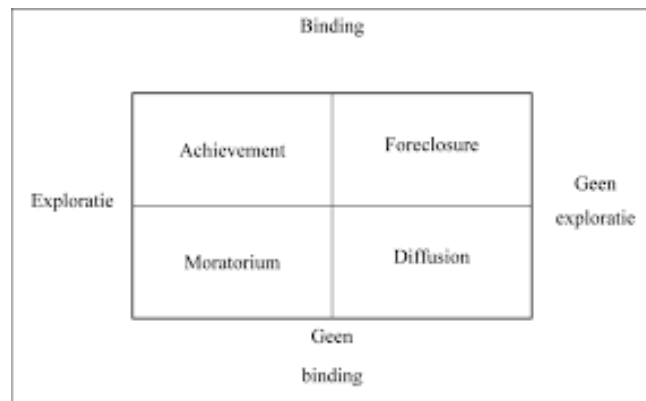 Binding
Achievement
Foreclosure
Exploratie
Geen
exploratie
Moratorium
Diffusion
Geen
binding